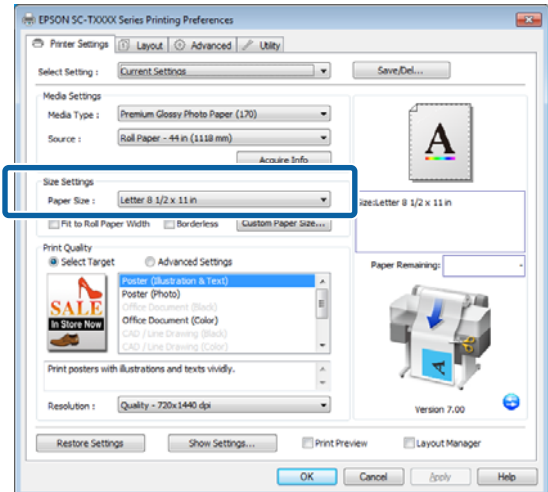 EPSON SC-TXXXX Series Printing Preferences
Printer Settings Layout Advanced Utility
Select Setting : Current Settings Save/Del...
Media Settings
Media Type : Premium Glossy Photo Paper (170)
Source : Roll Paper - 44 in (1118 mm)
Acquire Info
A
Size Settings
Paper Size : Letter 8 1/2 x 11 in
Size:Letter 8 1/2 x 11 in
Fit to Roll Paper Width Borderless Custom Paper Size...
Print Quality
Select Target Advanced Settings
Paper Remaining:
SALE
In Store Now
Poster (Illustration & Text)
Poster (Photo)
Office Document (Black)
Office Document (Color)
CAD / Line Drawing (Black)
CAD / Line Drawing (Color)
Print posters with illustrations and texts vividly.
A
Resolution : Quality - 720x1440 dpi
Version 7.00
Restore Settings Show Settings... Print Preview Layout Manager
OK Cancel Apply Help